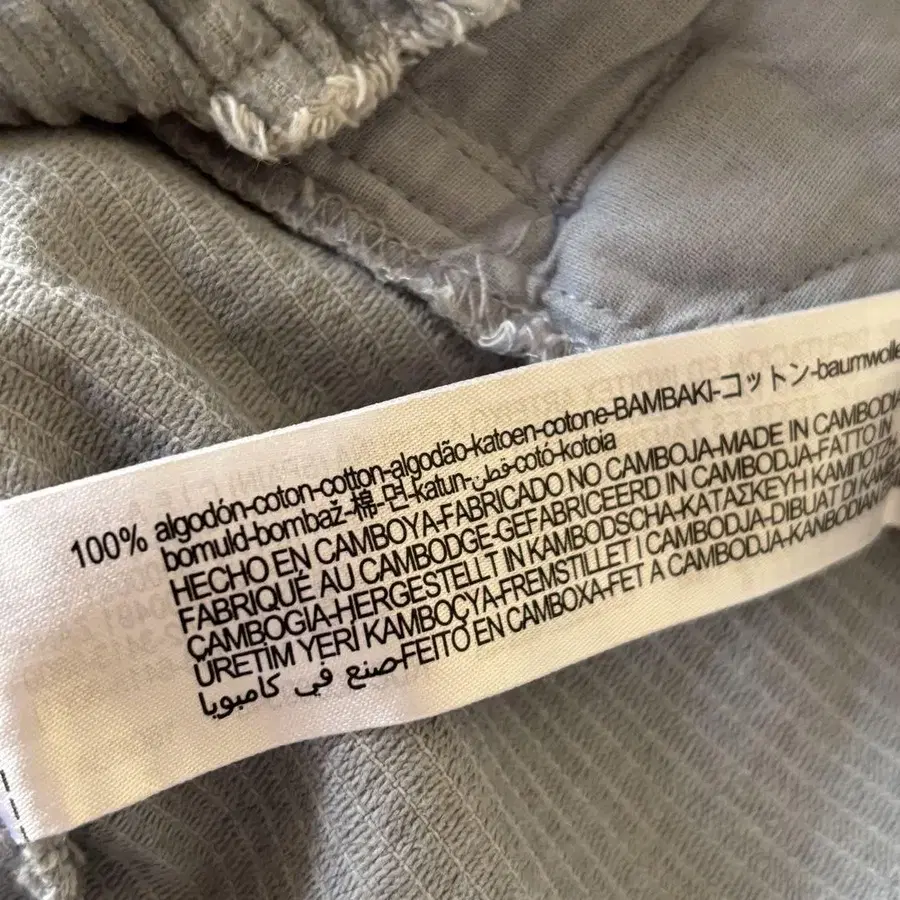 100% algodón-coton-cotton-algodão-katoen-cotone-BAMBAKI-コットン-baumwolle
bomuld-bombaž-棉-면-katun-قطن-cotó-kotoia
HECHO EN CAMBOYA-FABRICADO NO CAMBOJA-MADE IN CAMBODIA
FABRIQUÉ AU CAMBODGE-GEFABRICEERD IN CAMBODJA-FATTO IN
CAMBOGIA-HERGESTELLT IN KAMBODSCHA-ΚΑΤΑΣΚΕΥΗ ΚΑΜΠΟΤΖΗ
ÜRETIM YERİ KAMBOÇYA-FREMSTILLET I CAMBODJA-DIBUAT DI
صنع في كامبوديا-FEITO EN CAMBOXA-FET A CAMBODJA-KANBODIAN